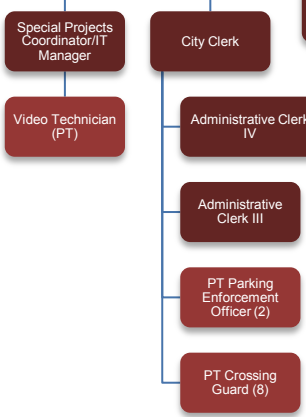 Special Projects
Coordinator/IT
Manager
City Clerk
Video Technician
(PT)
Administrative Clerk
IV
Administrative
Clerk III
PT Parking
Enforcement
Officer (2)
PT Crossing
Guard (8)